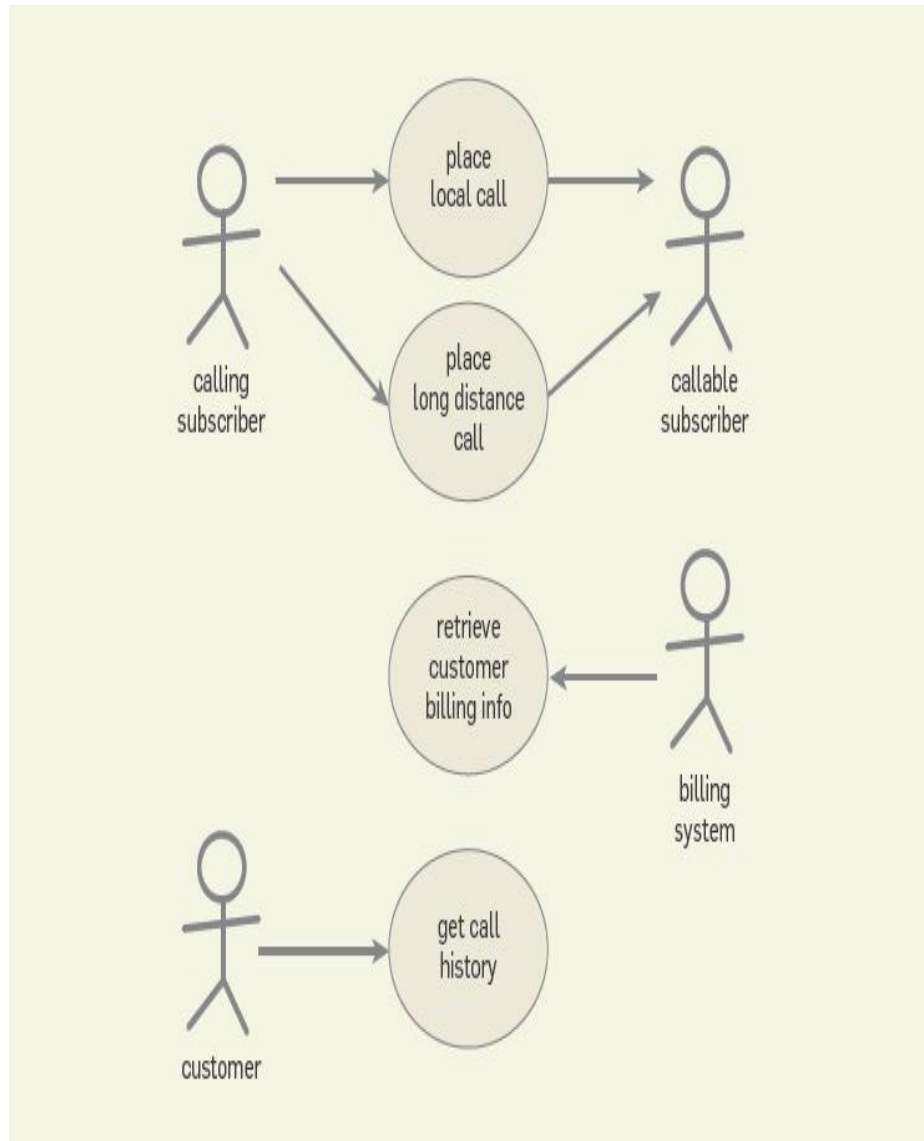 place
local call
calling
subscriber
place
long distance
call
callable
subscriber
retrieve
customer
billing info
billing
system
get call
history
customer